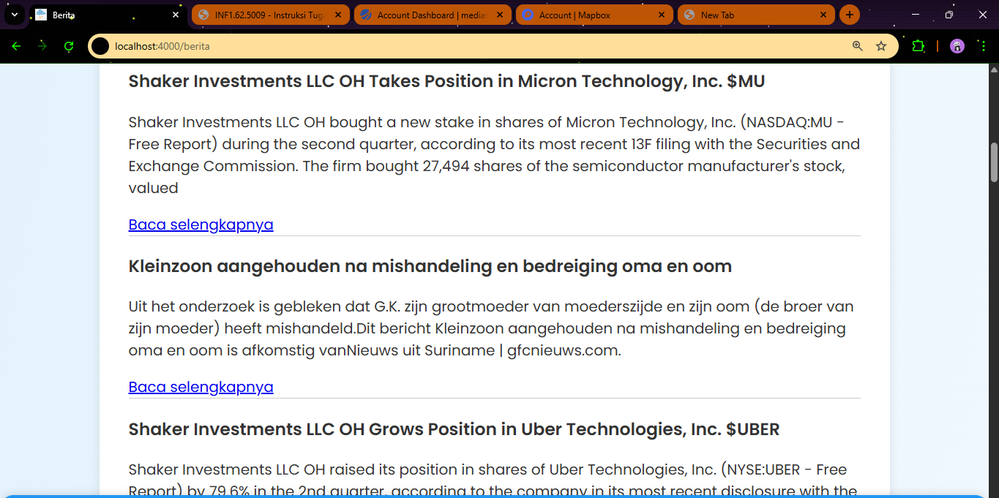 Berita
INF1.62.5009 - Instruksi Tuga
Account Dashboard | medias
Account | Mapbox
New Tab
localhost:4000/berita
Shaker Investments LLC OH Takes Position in Micron Technology, Inc. $MU
Shaker Investments LLC OH bought a new stake in shares of Micron Technology, Inc. (NASDAQ:MU -
Free Report) during the second quarter, according to its most recent 13F filing with the Securities and
Exchange Commission. The firm bought 27,494 shares of the semiconductor manufacturer's stock,
valued
Baca selengkapnya
Kleinzoon aangehouden na mishandeling en bedreiging oma en oom
Uit het onderzoek is gebleken dat G.K. zijn grootmoeder van moederszijde en zijn oom (de broer van
zijn moeder) heeft mishandeld.Dit bericht Kleinzoon aangehouden na mishandeling en bedreiging
oma en oom is afkomstig vanNieuws uit Suriname | gfcnieuws.com.
Baca selengkapnya
Shaker Investments LLC OH Grows Position in Uber Technologies, Inc. $UBER
Shaker Investments LLC OH raised its position in shares of Uber Technologies, Inc. (NYSE:UBER - Free
Report) by 79.6% in the 2nd quarter, according to the company in its most recent disclosure with the